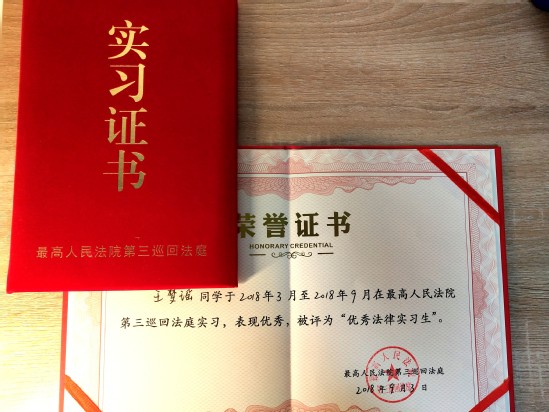 实习证书
最高人民法院第三巡回法庭
荣誉证书
HONORARY CREDENTIAL
同学于2018年3月至2018年9月在最高人民法院
第三巡回法庭实习，表现优秀，被评为“优秀法律实习生”。
最高人民法院第三巡回法庭
2018年9月3日